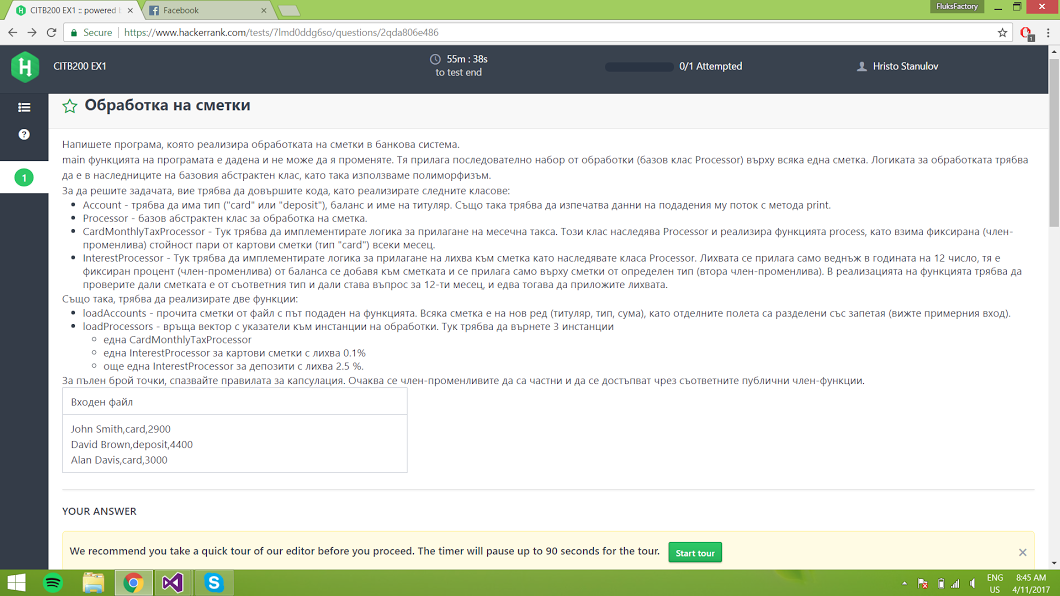 CITB200 EX1 :: powered
Facebook
FluksFactory
Secure
https://www.hackerrank.com/tests/7lmd0ddg6so/questions/2qda806e486
H
CITB200 EX1
55m : 38s
to test end
0/1 Attempted
Hristo Stanulov
?
1
Обработка на сметки
Напишете програма, която реализира обработката на сметки в банкова система.
main функцията на програмата е дадена и не може да я променяте. Тя прилага последователно набор от обработки (базов клас Processor) върху всяка една сметка. Логиката за обработката трябва
да е в наследниците на базовия абстрактен клас, като така използваме полиморфизъм.
За да решите задачата, вие трябва да довършите кода, като реализирате следните класове:
• Account - трябва да има тип ("card" или "deposit"), баланс и име на титуляр. Също така трябва да изпечатва данни на подадения му поток с метода print.
• Processor - базов абстрактен клас за обработка на сметка.
• CardMonthlyTaxProcessor - Тук трябва да имплементирате логика за прилагане на месечна такса. Този клас наследява Processor и реализира функцията process, като взима фиксирана (член-
променлива) стойност пари от картови сметки (тип "card") всеки месец.
• InterestProcessor - Тук трябва да имплементирате логика за прилагане на лихва към сметка като наследявате класа Processor. Лихвата се прилага само веднъж в годината на 12 число, тя е
фиксиран процент (член-променлива) от баланса се добавя към сметката и се прилага само върху сметки от определен тип (втора член-променлива). В реализацията на функцията трябва да
проверите дали сметката е от съответния тип и дали става въпрос за 12-ти месец, и едва тогава да приложите лихвата.
Също така, трябва да реализирате две функции:
• loadAccounts - прочита сметки от файл с път подаден на функцията. Всяка сметка е на нов ред (титуляр, тип, сума), като отделните полета са разделени със запетая (вижте примерния вход).
• loadProcessors - връща вектор с указатели към инстанции на обработки. Тук трябва да върнете 3 инстанции
○ една CardMonthlyTaxProcessor
○ една InterestProcessor за картови сметки с лихва 0.1%
○ още една InterestProcessor за депозити с лихва 2.5 %.
За пълен брой точки, спазвайте правилата за капсулация. Очаква се член-променливите да са частни и да се достъпват чрез съответните публични член-функции.
Входен файл
John Smith,card,2900
David Brown,deposit,4400
Alan Davis,card,3000
YOUR ANSWER
We recommend you take a quick tour of our editor before you proceed. The timer will pause up to 90 seconds for the tour.
Start tour
ENG
US
8:45 AM
4/11/2017